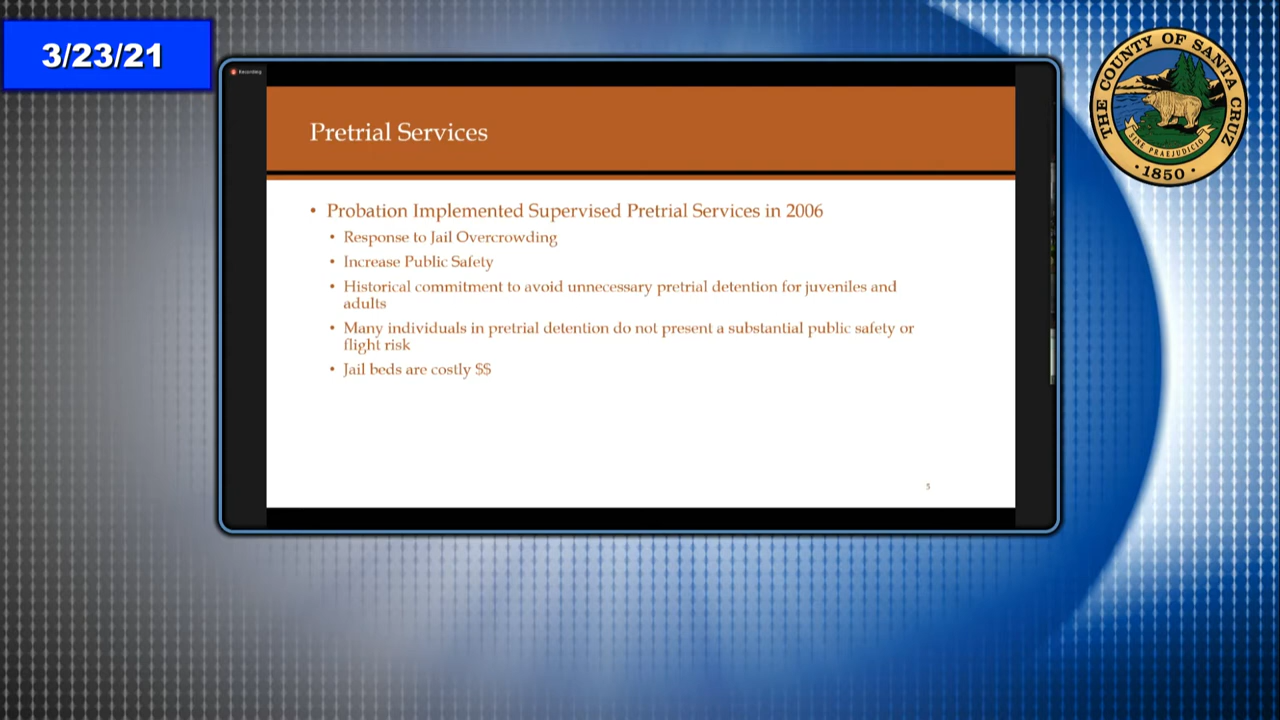 3/23/21
Recording
THE COUNTY OF SANTA CRUZ
SINE PRAEJUDICIO
• 1850 •
Pretrial Services
• Probation Implemented Supervised Pretrial Services in 2006
• Response to Jail Overcrowding
• Increase Public Safety
• Historical commitment to avoid unnecessary pretrial detention for juveniles and
adults
• Many individuals in pretrial detention do not present a substantial public safety or
flight risk
• Jail beds are costly $$
5